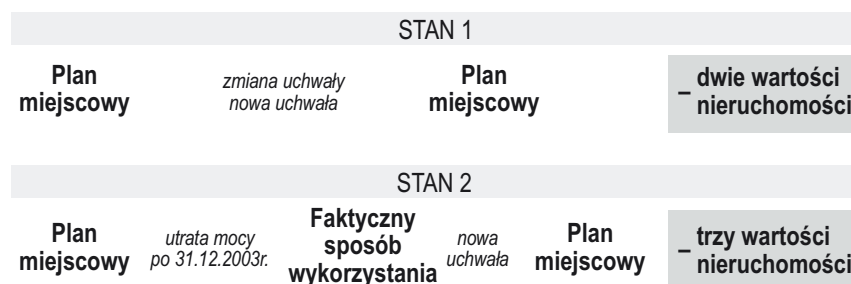 STAN 1
Plan
miejscowy
zmiana uchwały
nowa uchwała
Plan
miejscowy
– dwie wartości
nieruchomości
STAN 2
Plan
miejscowy
utrata mocy
po 31.12.2003r.
Faktyczny
sposób
wykorzystania
nowa
uchwała
Plan
miejscowy
– trzy wartości
nieruchomości